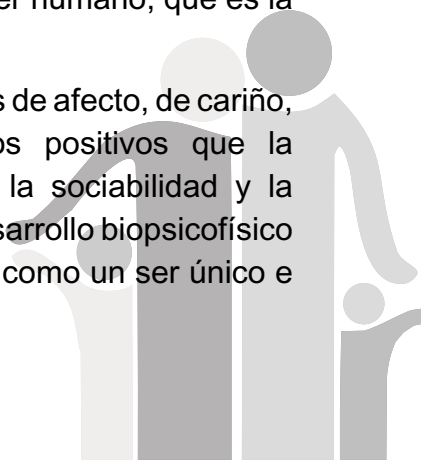 er humano, que es la
s de afecto, de cariño,
os positivos que la
la sociabilidad y la
sarrollo biopsicofísico
como un ser único e